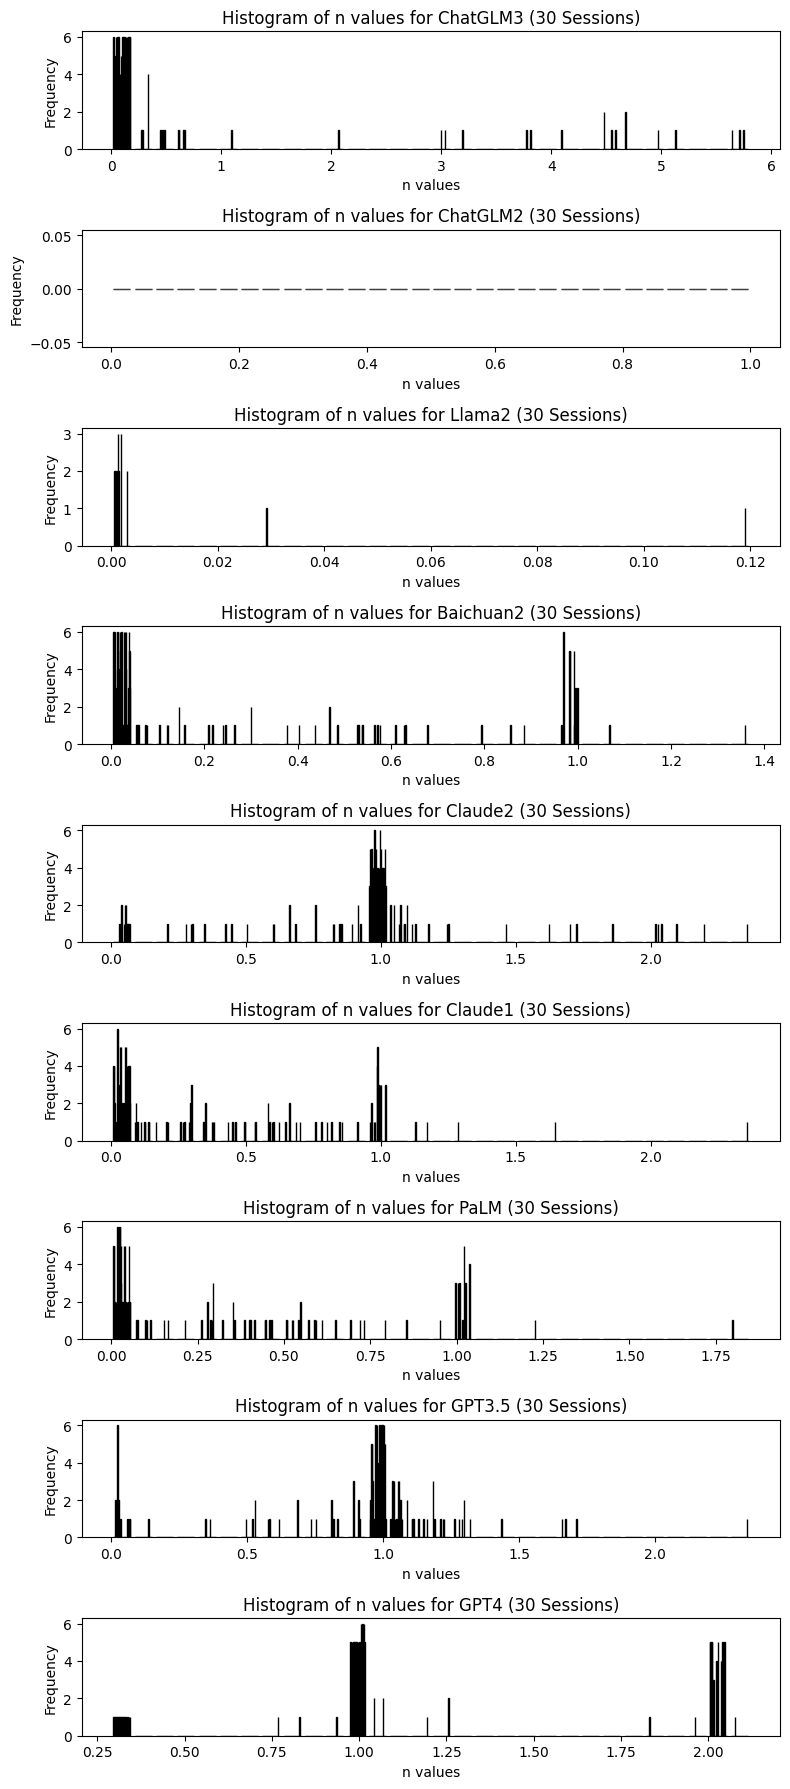 Histogram of n values for ChatGLM3 (30 Sessions)
Frequency
6
4
2
0
0 1 2 3 4 5 6
n values
Histogram of n values for ChatGLM2 (30 Sessions)
Frequency
0.05
0.00
−0.05
0.0 0.2 0.4 0.6 0.8 1.0
n values
Histogram of n values for Llama2 (30 Sessions)
Frequency
3
2
1
0
0.00 0.02 0.04 0.06 0.08 0.10 0.12
n values
Histogram of n values for Baichuan2 (30 Sessions)
Frequency
6
4
2
0
0.0 0.2 0.4 0.6 0.8 1.0 1.2 1.4
n values
Histogram of n values for Claude2 (30 Sessions)
Frequency
6
4
2
0
0.0 0.5 1.0 1.5 2.0
n values
Histogram of n values for Claude1 (30 Sessions)
Frequency
6
4
2
0
0.0 0.5 1.0 1.5 2.0
n values
Histogram of n values for PaLM (30 Sessions)
Frequency
6
4
2
0
0.00 0.25 0.50 0.75 1.00 1.25 1.50 1.75
n values
Histogram of n values for GPT3.5 (30 Sessions)
Frequency
6
4
2
0
0.0 0.5 1.0 1.5 2.0
n values
Histogram of n values for GPT4 (30 Sessions)
Frequency
6
4
2
0
0.25 0.50 0.75 1.00 1.25 1.50 1.75 2.00
n values